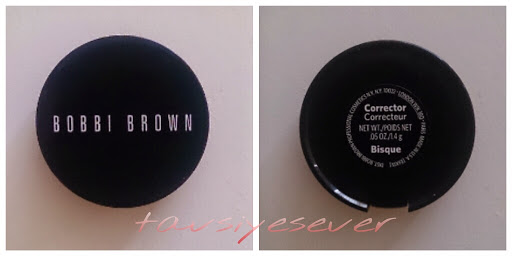 BOBBI BROWN
Corrector
Correcteur
NET WT./POIDS NET
.05 OZ./1.4 g
Bisque
tavsiyesever